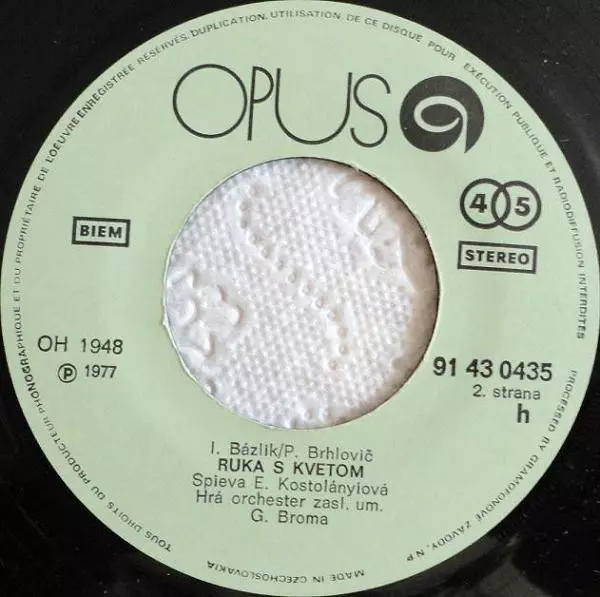 TOUS DROITS DU PRODUCTEUR PHONOGRAPHIQUE ET DU PROPRIÉTAIRE DE L'OEUVRE ENREGISTRÉE RÉSERVÉS. DUPLICATION, UTILISATION DE CE DISQUE POUR EXÉCUTION PUBLIQUE ET RADIODIFFUSION INTERDITES
OPUS
45
BIEM
STEREO
OH 1948
℗ 1977
91 43 0435
2. strana
h
I. Bázlik/P. Brhlovič
RUKA S KVETOM
Spieva E. Kostolányiová
Hrá orchester zasl. um.
G. Broma
PROCESSED BY GRAMOFONOVÉ ZÁVODY, N P
MADE IN CZECHOSLOVAKIA